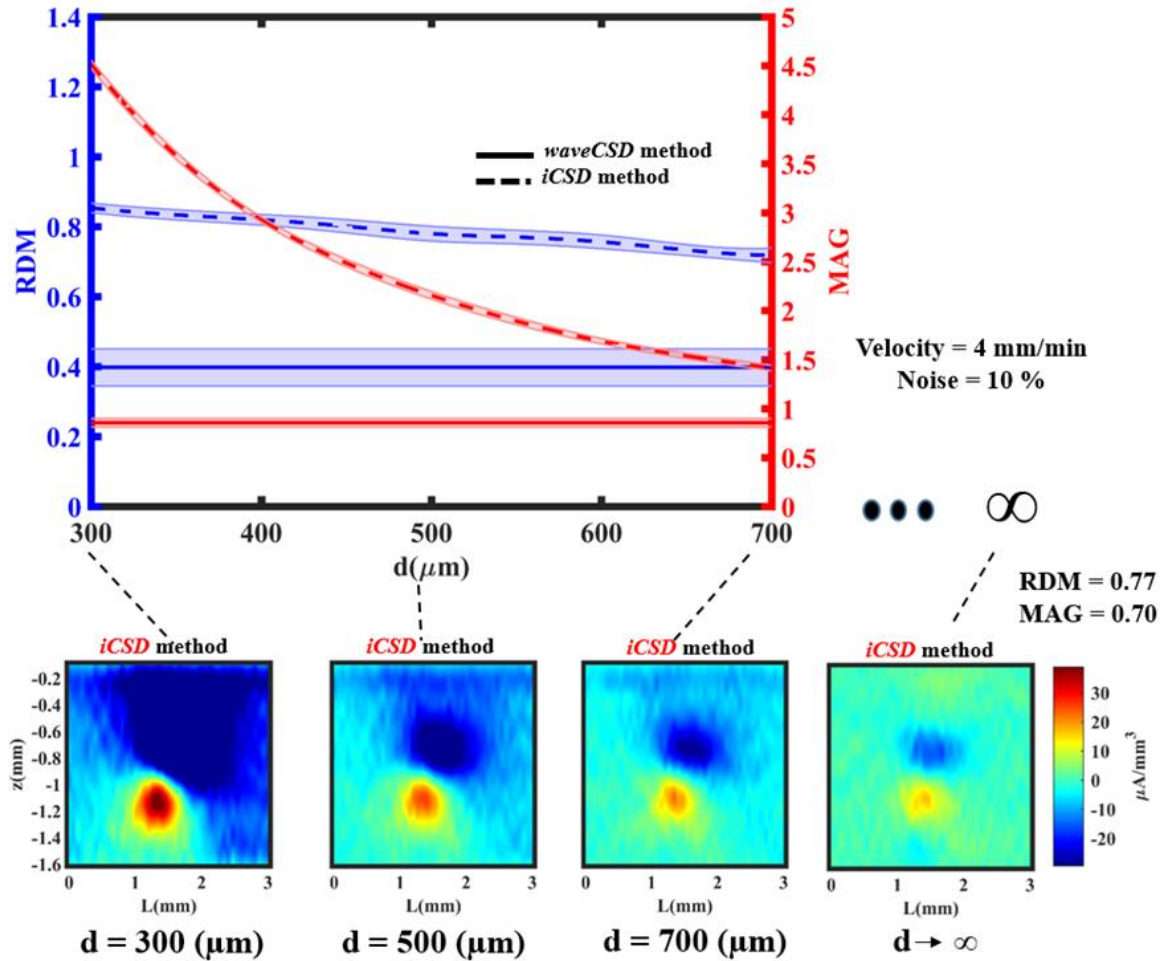 1.4
1.2
1
0.8
0.6
0.4
0.2
0
RDM
5
4.5
4
3.5
3
2.5
2
1.5
1
0.5
0
MAG
waveCSD method
iCSD method
300
400
500
600
700
d(μm)
Velocity = 4 mm/min
Noise = 10 %
∞
RDM = 0.77
MAG = 0.70
iCSD method
iCSD method
iCSD method
iCSD method
-0.2
-0.4
-0.6
-0.8
-1
-1.2
-1.4
-1.6
z(mm)
0 1 2 3
0 1 2 3
0 1 2 3
0 1 2 3
L(mm)
L(mm)
L(mm)
L(mm)
30
20
10
0
-10
-20
μA/mm³
d = 300 (μm)
d = 500 (μm)
d = 700 (μm)
d→ ∞